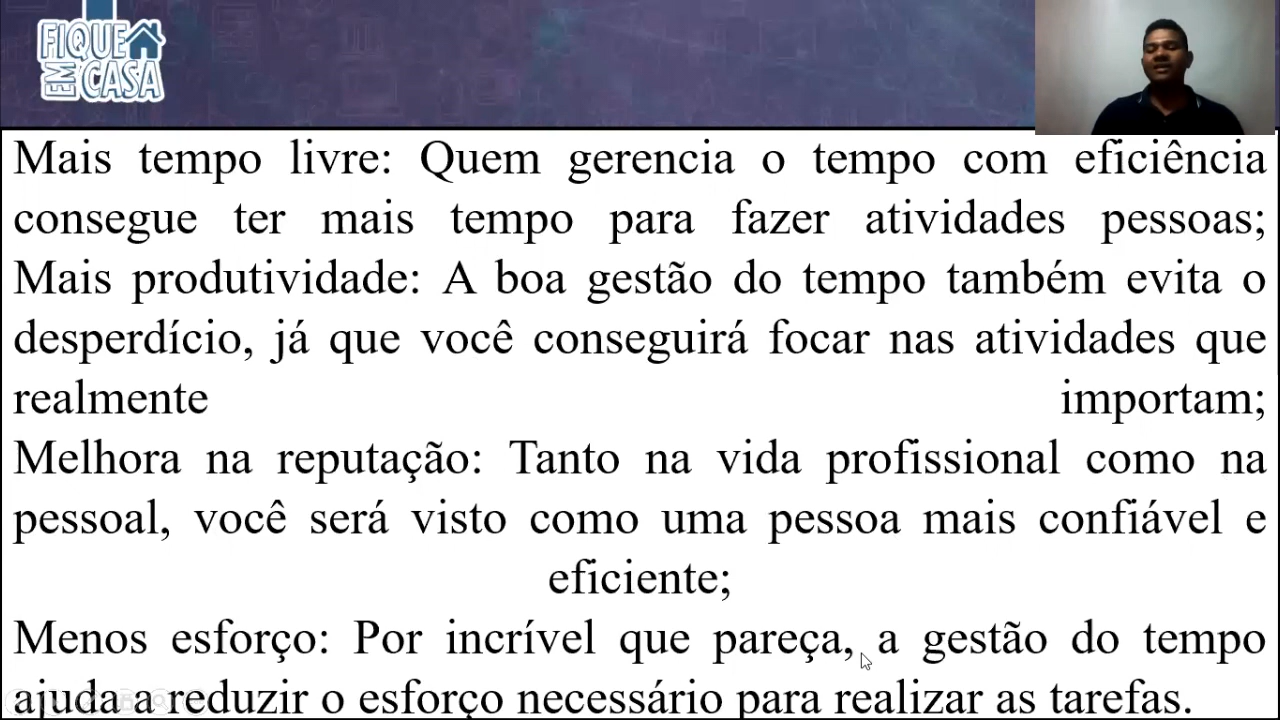 FIQUE
EM CASA
Mais tempo livre: Quem gerencia o tempo com eficiência
consegue ter mais tempo para fazer atividades pessoas;
Mais produtividade: A boa gestão do tempo também evita o
desperdício, já que você conseguirá focar nas atividades que
realmente importam;
Melhora na reputação: Tanto na vida profissional como na
pessoal, você será visto como uma pessoa mais confiável e
eficiente;
Menos esforço: Por incrível que pareça, a gestão do tempo
ajuda a reduzir o esforço necessário para realizar as tarefas.